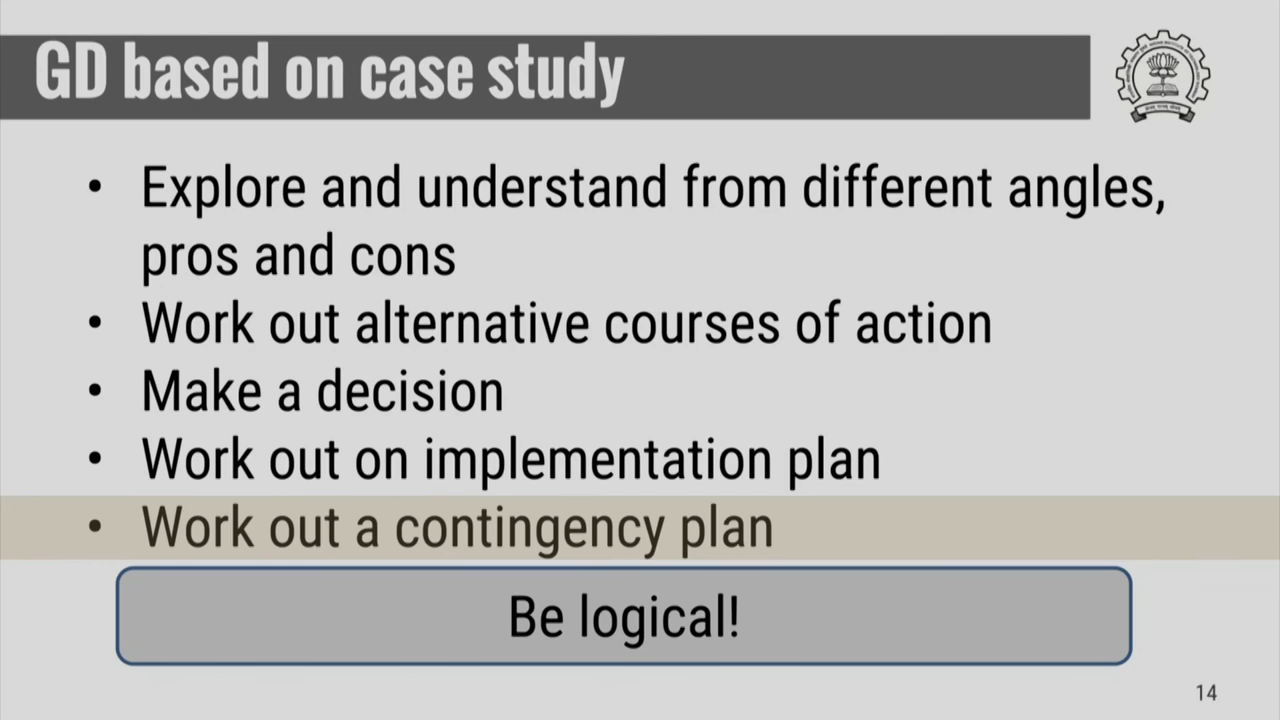 GD based on case study
• Explore and understand from different angles,
pros and cons
• Work out alternative courses of action
• Make a decision
• Work out on implementation plan
• Work out a contingency plan
Be logical!
14